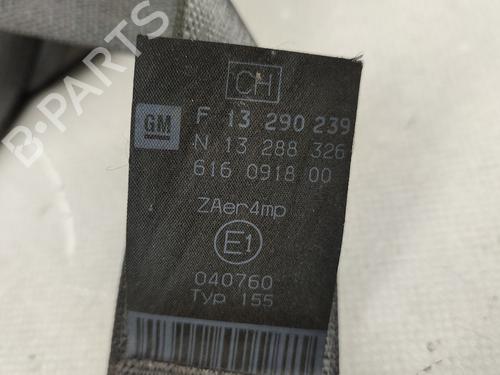 CH
GM
F 13 290 239
N 13 288 326
616 0918 00
ZAer4mp
E1
040760
Typ 155
B-PARTS